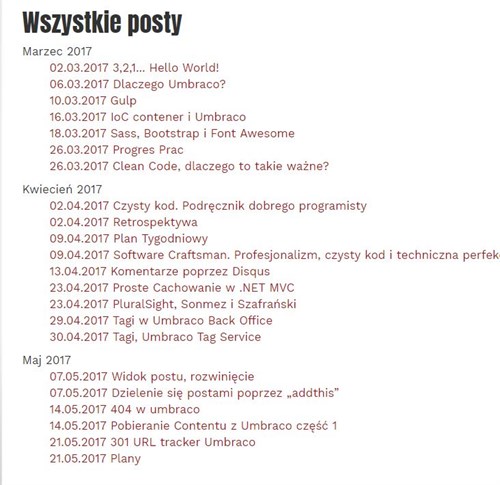 Wszystkie posty
Marzec 2017
02.03.2017 3,2,1... Hello World!
06.03.2017 Dlaczego Umbraco?
10.03.2017 Gulp
16.03.2017 IoC contener i Umbraco
18.03.2017 Sass, Bootstrap i Font Awesome
26.03.2017 Progres Prac
26.03.2017 Clean Code, dlaczego to takie ważne?
Kwiecień 2017
02.04.2017 Czysty kod. Podręcznik dobrego programisty
02.04.2017 Retrospektywa
09.04.2017 Plan Tygodniowy
09.04.2017 Software Craftsman. Profesjonalizm, czysty kod i techniczna perfek
13.04.2017 Komentarze poprzez Disqus
23.04.2017 Proste Cachowanie w .NET MVC
23.04.2017 PluralSight, Sonmez i Szafrański
29.04.2017 Tagi w Umbraco Back Office
30.04.2017 Tagi, Umbraco Tag Service
Maj 2017
07.05.2017 Widok postu, rozwinięcie
07.05.2017 Dzielenie się postami poprzez „addthis”
14.05.2017 404 w umbraco
14.05.2017 Pobieranie Contentu z Umbraco część 1
21.05.2017 301 URL tracker Umbraco
21.05.2017 Plany